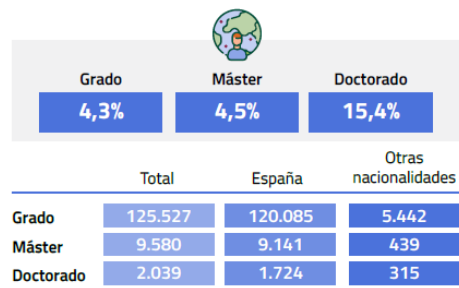 Grado Máster Doctorado
4,3% 4,5% 15,4%
Otras
Total España nacionalidades
Grado 125.527 120.085 5.442
Máster 9.580 9.141 439
Doctorado 2.039 1.724 315